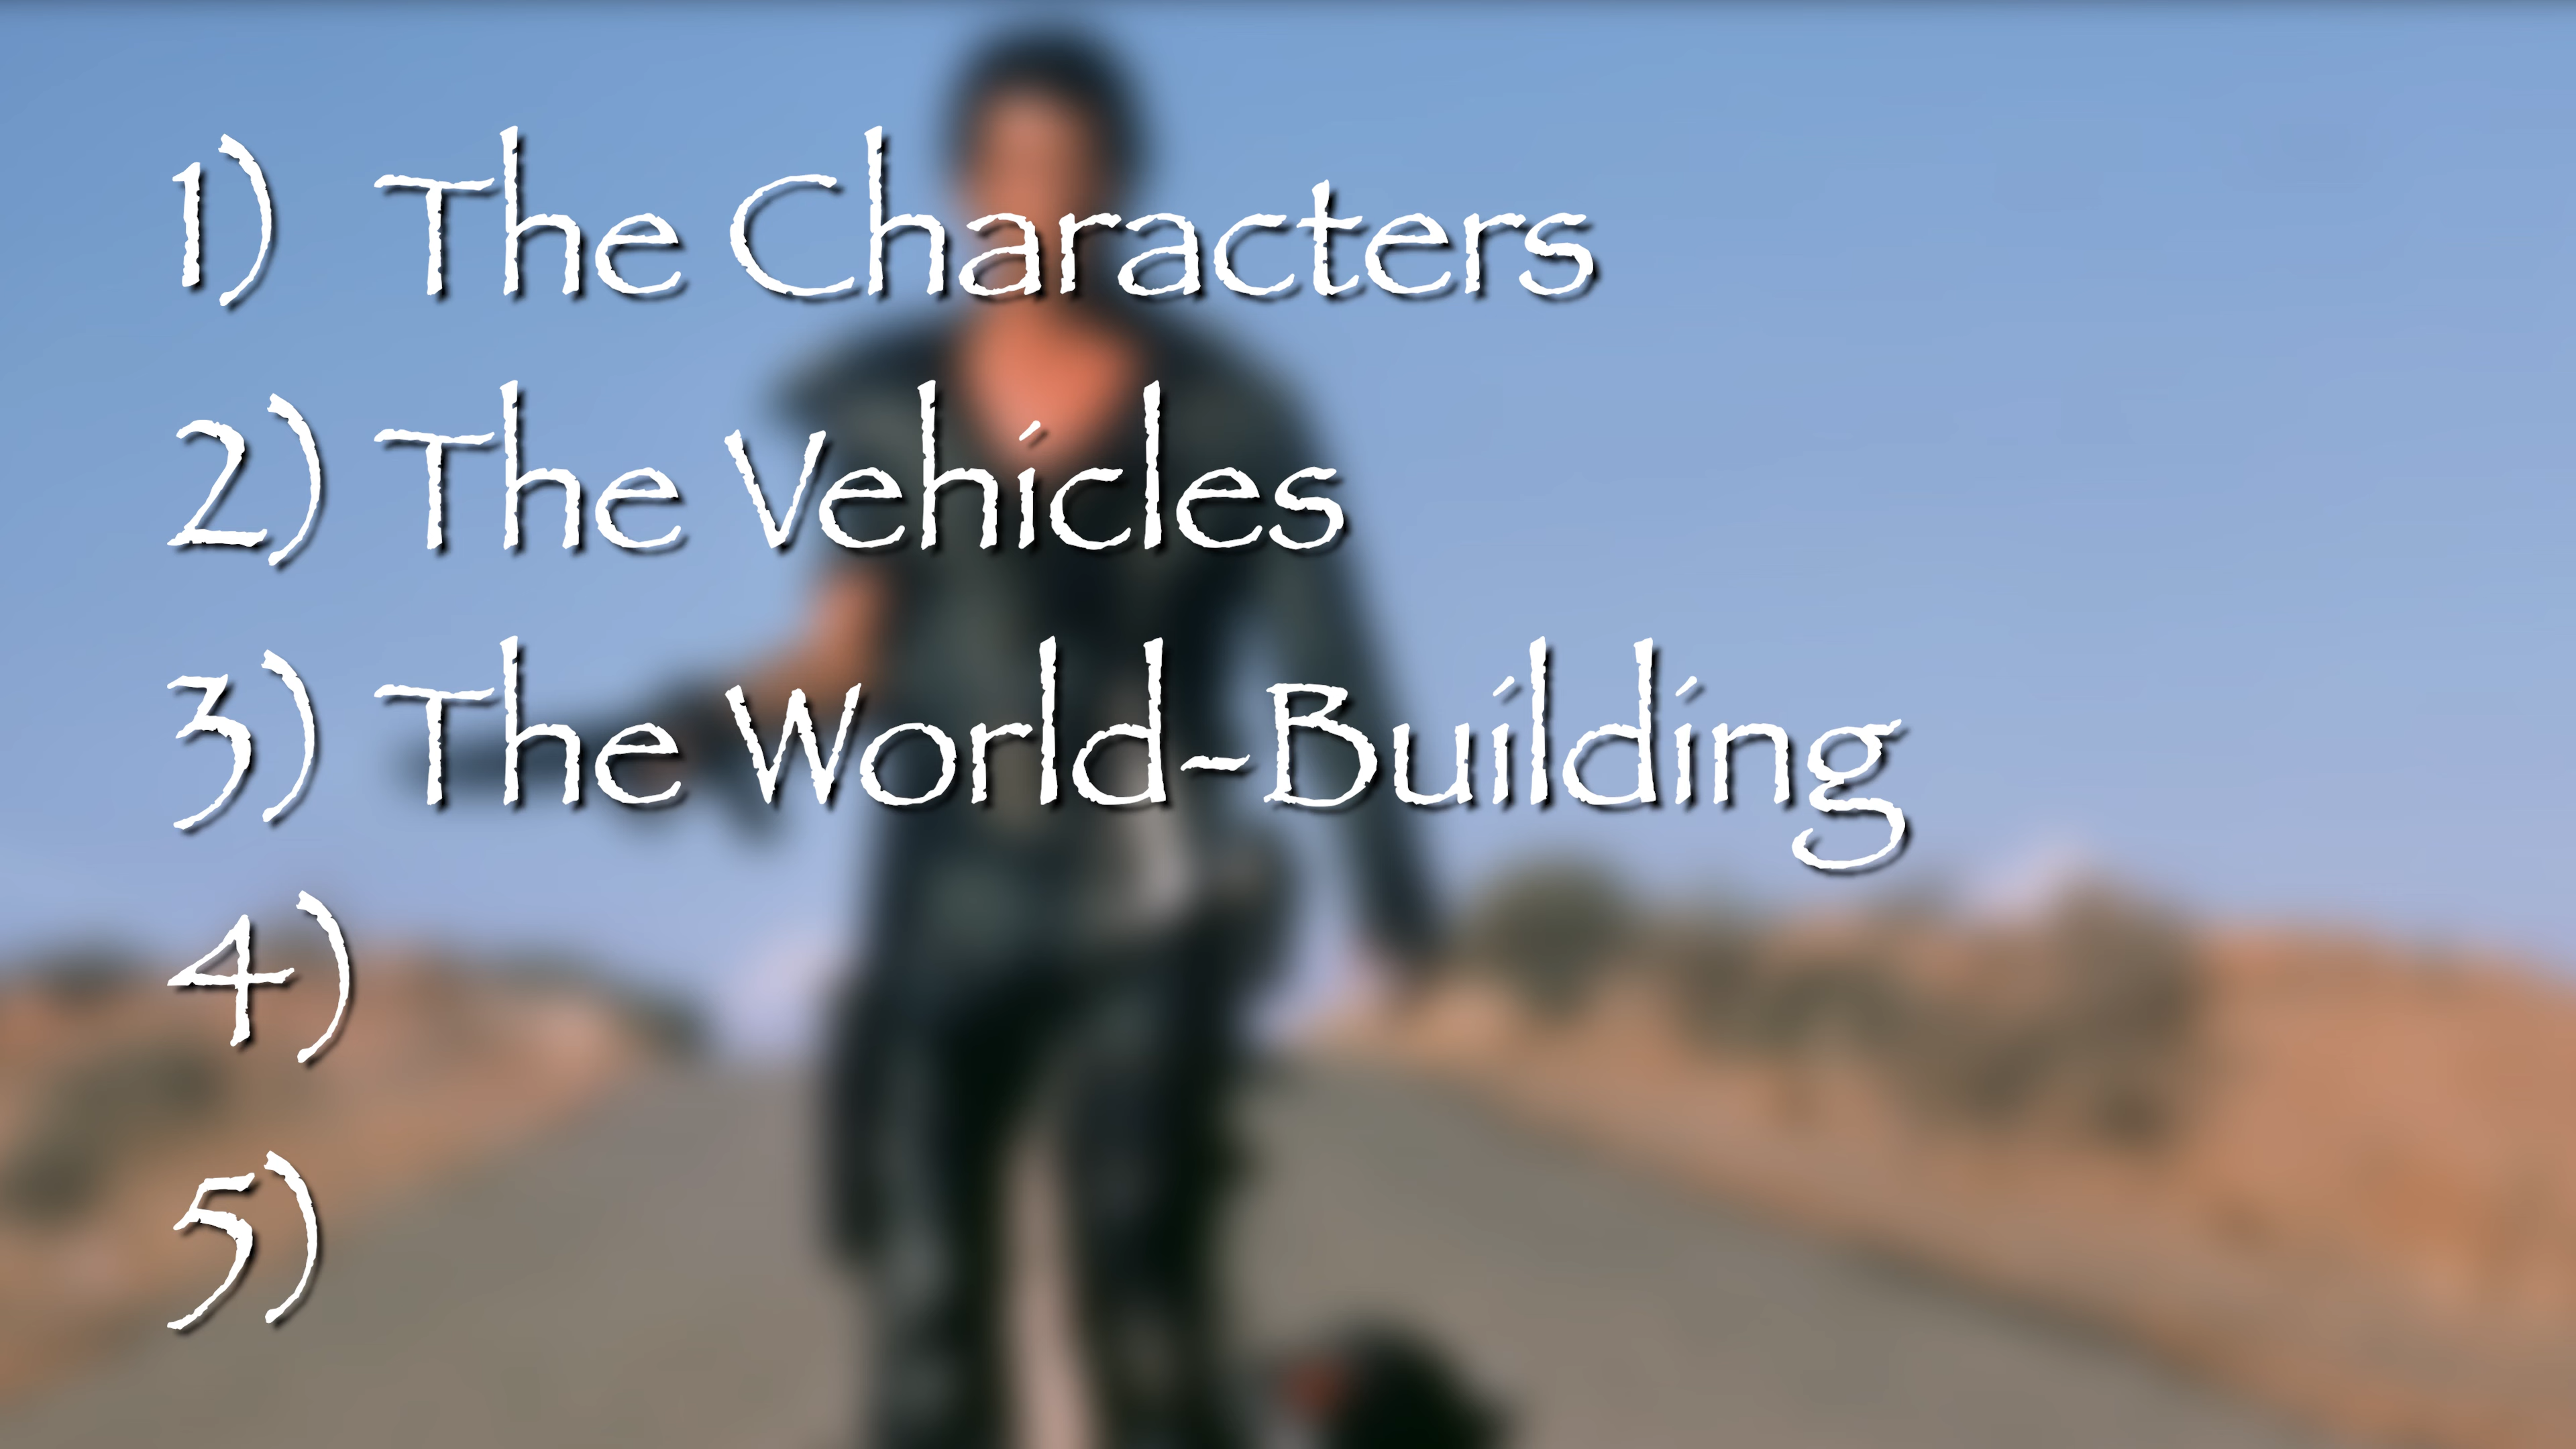 1) The Characters
2) The Vehicles
3) The World-Building
4)
5)